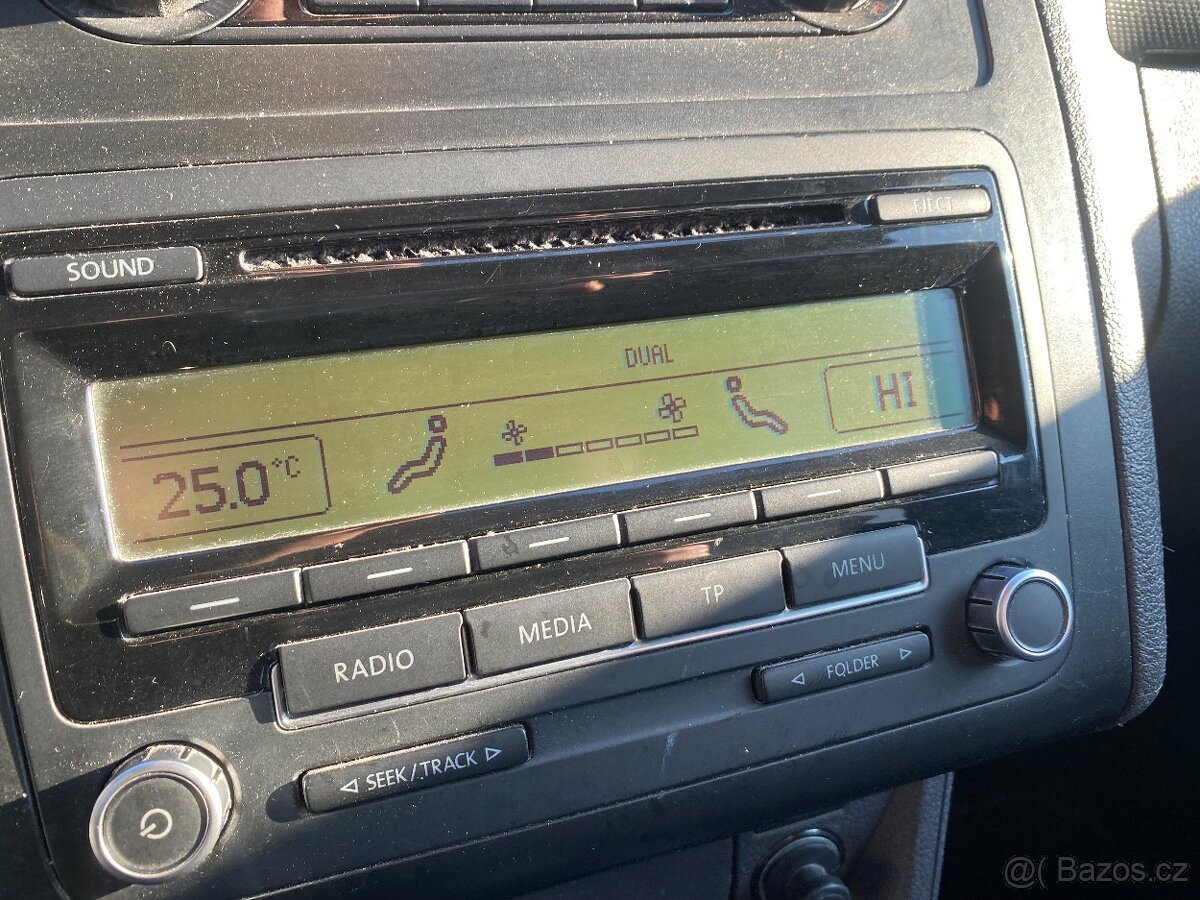 EJECT
SOUND
DUAL
25.0 °C
HI
RADIO
MEDIA
TP
MENU
FOLDER
SEEK / TRACK
@( Bazos.cz